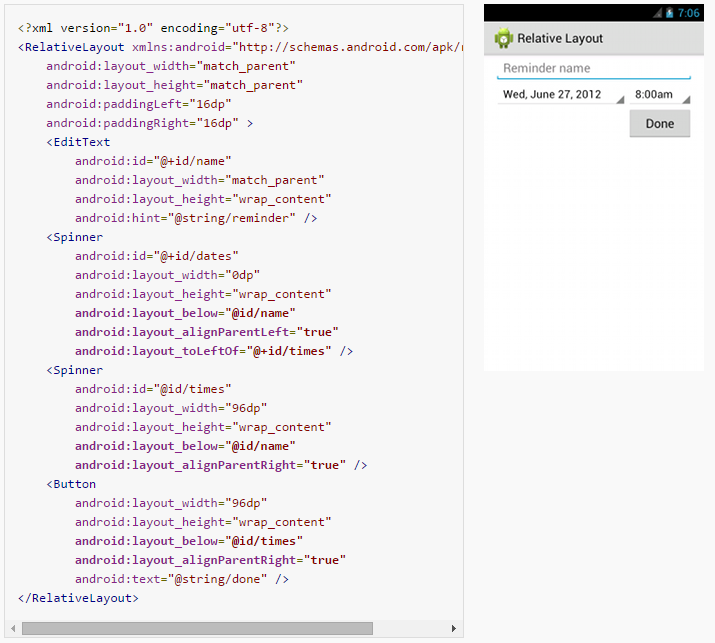 <?xml version="1.0" encoding="utf-8"?>
<RelativeLayout xmlns:android="http://schemas.android.com/apk/r
    android:layout_width="match_parent"
    android:layout_height="match_parent"
    android:paddingLeft="16dp"
    android:paddingRight="16dp" >
    <EditText
        android:id="@+id/name"
        android:layout_width="match_parent"
        android:layout_height="wrap_content"
        android:hint="@string/reminder" />
    <Spinner
        android:id="@+id/dates"
        android:layout_width="0dp"
        android:layout_height="wrap_content"
        android:layout_below="@id/name"
        android:layout_alignParentLeft="true"
        android:layout_toLeftOf="@+id/times" />
    <Spinner
        android:id="@id/times"
        android:layout_width="96dp"
        android:layout_height="wrap_content"
        android:layout_below="@id/name"
        android:layout_alignParentRight="true" />
    <Button
        android:layout_width="96dp"
        android:layout_height="wrap_content"
        android:layout_below="@id/times"
        android:layout_alignParentRight="true"
        android:text="@string/done" />
</RelativeLayout>
7:06
Relative Layout
Reminder name
Wed, June 27, 2012 8:00am
Done